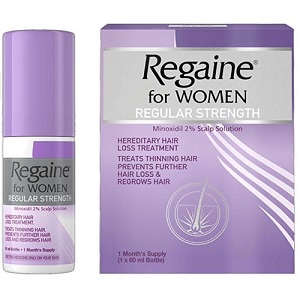 Regaine®
for WOMEN
REGULAR STRENGTH
Minoxidil 2% Scalp Solution
HEREDITARY HAIR
LOSS TREATMENT
TREATS THINNING HAIR
PREVENTS FURTHER
HAIR LOSS &
REGROWS HAIR
1 Month's Supply
(1 x 60 ml Bottle)
Regaine
for WOMEN
REGULAR STRENGTH
HEREDITARY HAIR
LOSS TREATMENT
TREATS THINNING HAIR,
PREVENTS FURTHER HAIR
LOSS AND REGROWS HAIR